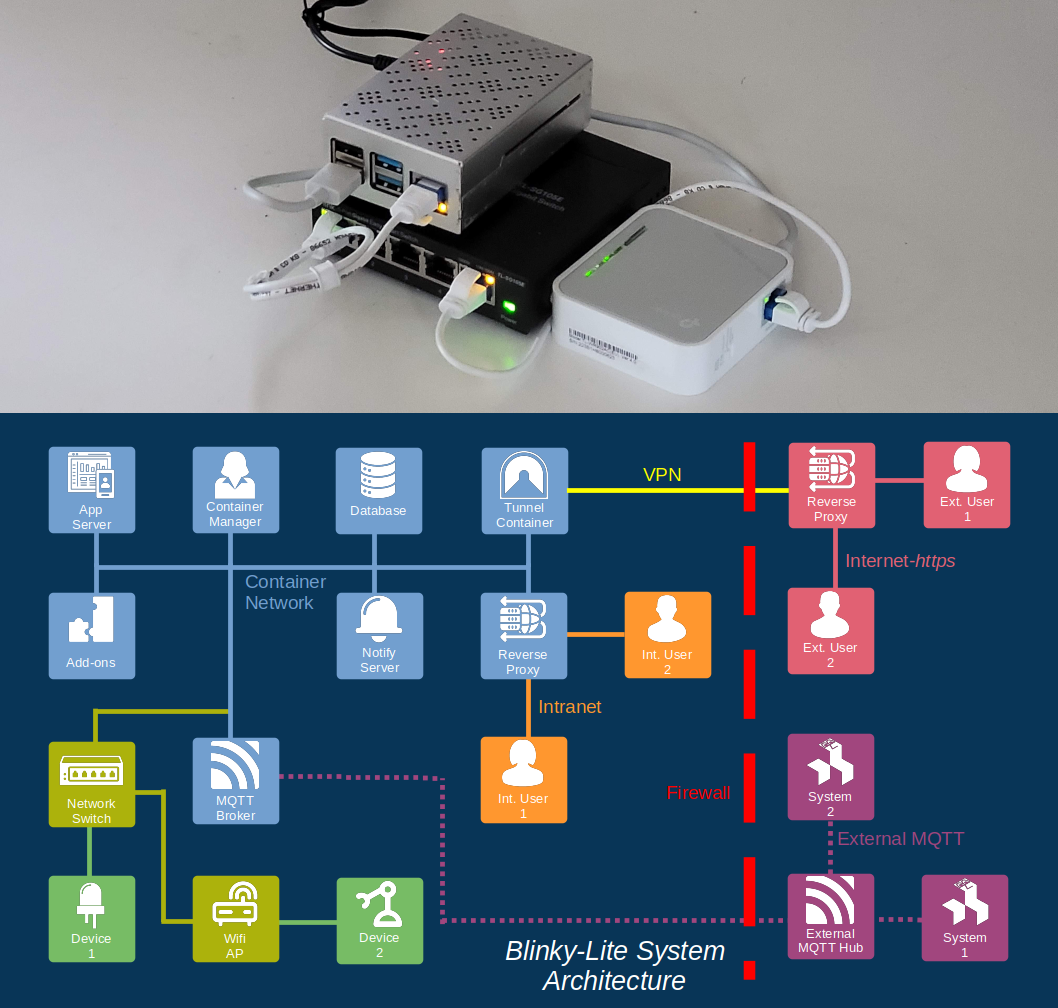 TL-SG105E
App
Server
Container
Manager
Database
Tunnel
Container
VPN
Reverse
Proxy
Ext. User
1
Container
Network
Internet-https
Add-ons
Notify
Server
Reverse
Proxy
Int. User
2
Ext. User
2
Intranet
Network
Switch
MQTT
Broker
Int. User
1
Firewall
System
2
External MQTT
Device
1
Wifi
AP
Device
2
External
MQTT Hub
System
1
Blinky-Lite System
Architecture